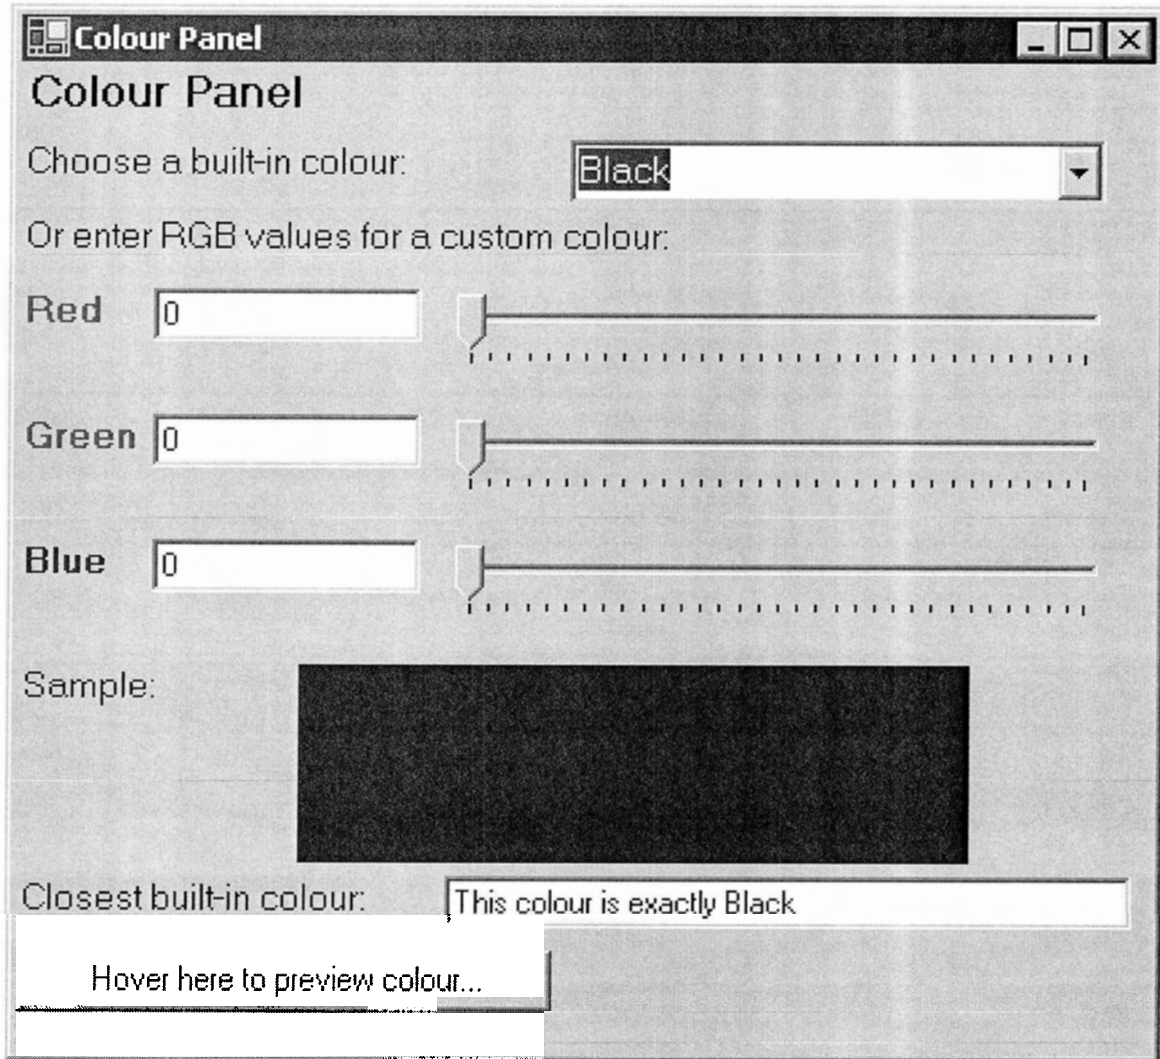 Colour Panel
Colour Panel
Choose a built-in colour:
Black
Or enter RGB values for a custom colour:
Red
0
Green
0
Blue
0
Sample:
Closest built-in colour:
This colour is exactly Black
Hover here to preview colour...